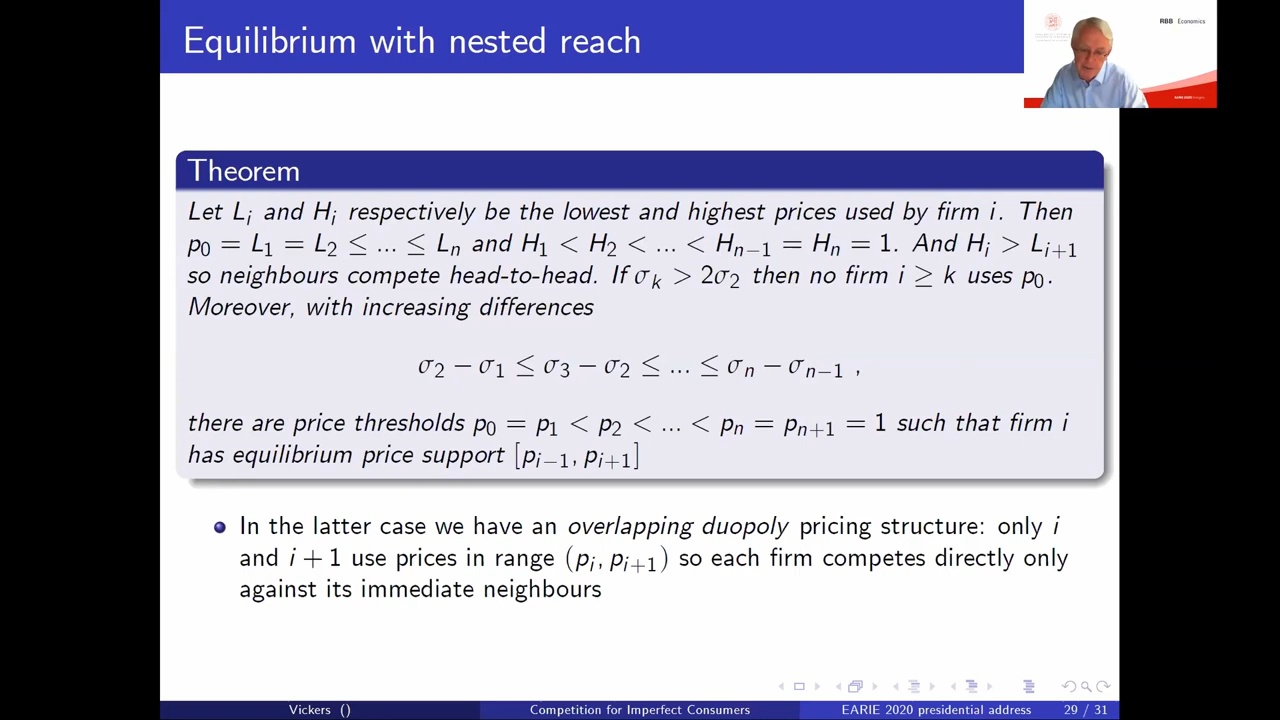 Equilibrium with nested reach
RBB Economics
Theorem
Let Lᵢ and Hᵢ respectively be the lowest and highest prices used by firm i. Then
p₀ = L₁ = L₂ ≤ ... ≤ Lₙ and H₁ < H₂ < ... < Hₙ₋₁ = Hₙ = 1. And Hᵢ > Lᵢ₊₁
so neighbours compete head-to-head. If σₖ > 2σ₂ then no firm i ≥ k uses p₀.
Moreover, with increasing differences
σ₂ − σ₁ ≤ σ₃ − σ₂ ≤ ... ≤ σₙ − σₙ₋₁ ,
there are price thresholds p₀ = p₁ < p₂ < ... < pₙ = pₙ₊₁ = 1 such that firm i
has equilibrium price support [pᵢ₋₁, pᵢ₊₁]
In the latter case we have an overlapping duopoly pricing structure: only i
and i + 1 use prices in range (pᵢ, pᵢ₊₁) so each firm competes directly only
against its immediate neighbours
Vickers () Competition for Imperfect Consumers EARIE 2020 presidential address 29 / 31